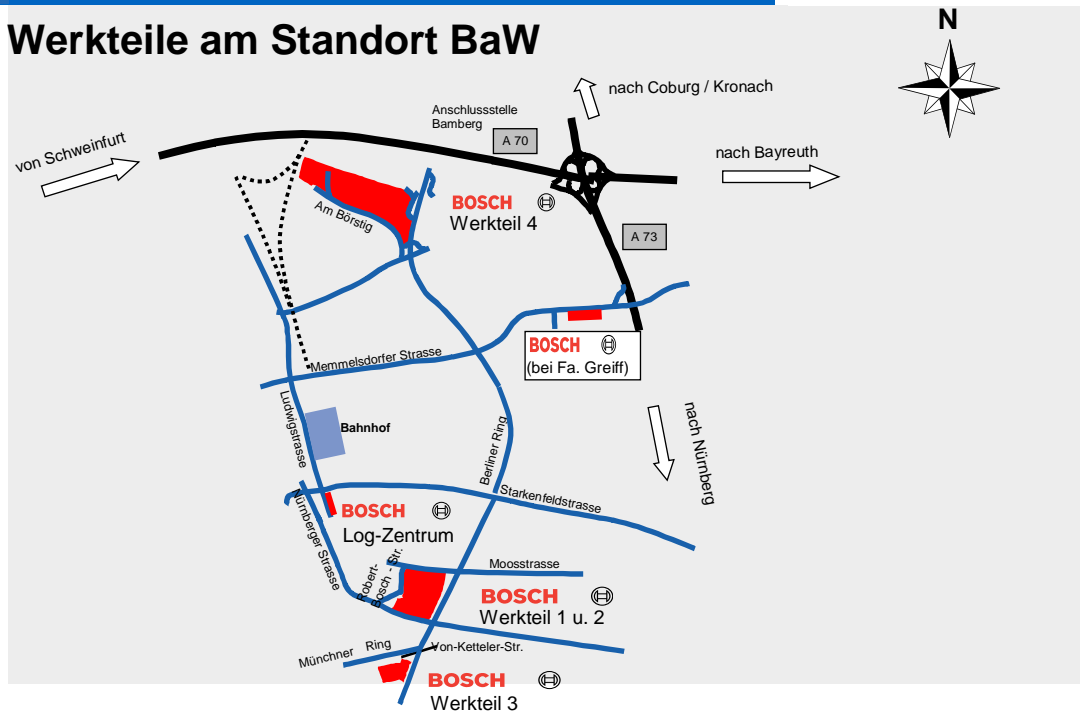 Werkteile am Standort BaW
N
nach Coburg / Kronach
Anschlussstelle
Bamberg
A 70
von Schweinfurt
nach Bayreuth
BOSCH
Werkteil 4
Am Börstig
A 73
BOSCH
(bei Fa. Greiff)
Memmelsdorfer Strasse
Ludwigstrasse
Bahnhof
Berliner Ring
nach Nürnberg
Starkenfeldstrasse
Nürnberger Strasse
BOSCH
Log-Zentrum
Robert-
Bosch - Str.
Moosstrasse
BOSCH
Werkteil 1 u. 2
Münchner Ring
Von-Ketteler-Str.
BOSCH
Werkteil 3